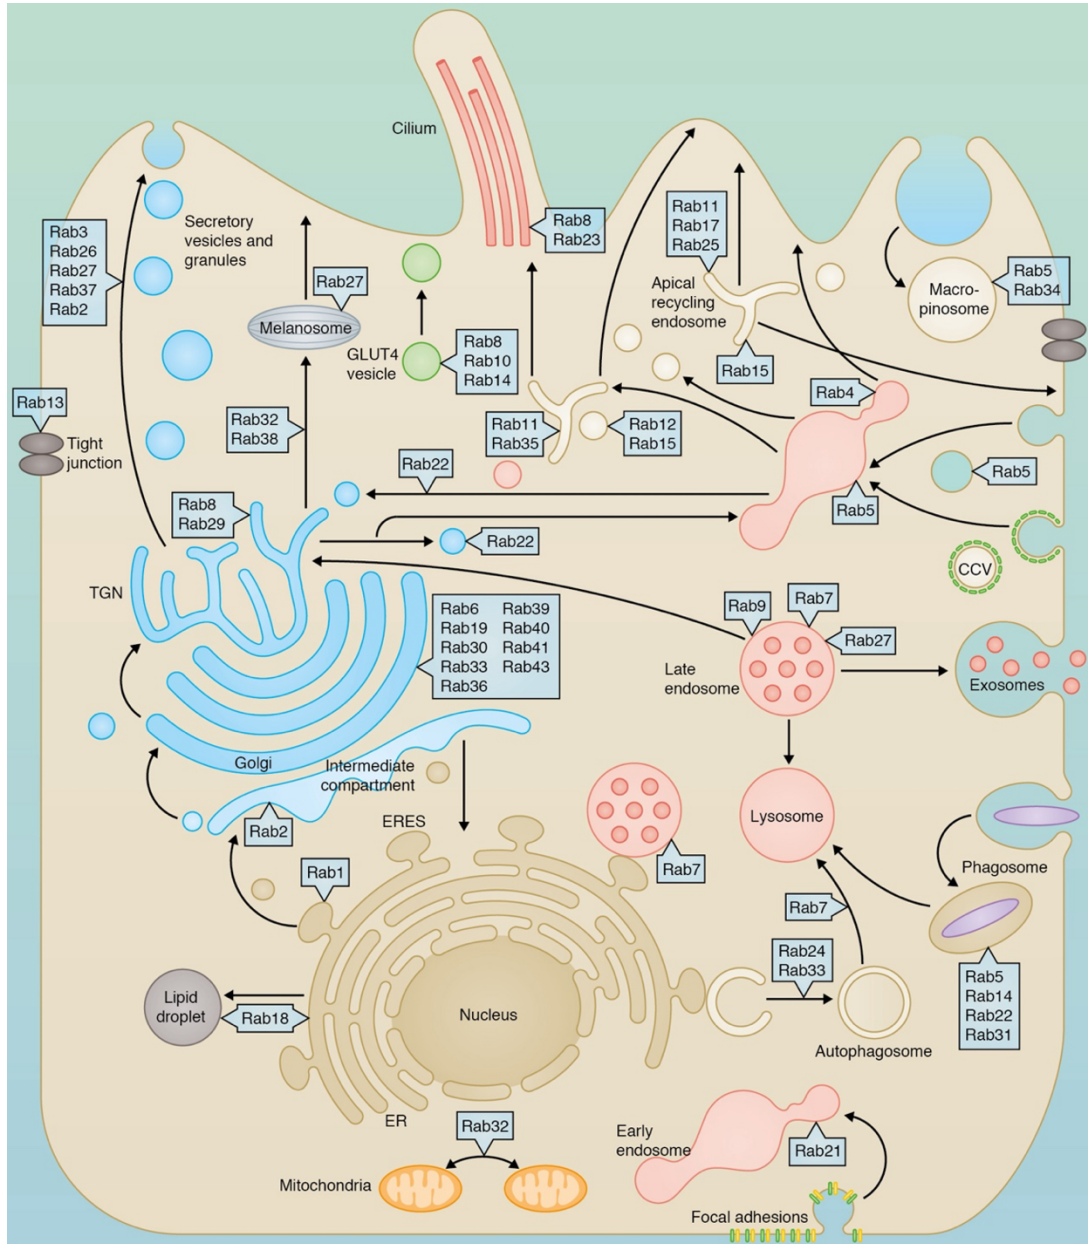 Cilium
Rab3
Rab26
Rab27
Rab37
Rab2
Secretory
vesicles and
granules
Rab27
Melanosome
GLUT4
vesicle
Rab8
Rab10
Rab14
Rab8
Rab23
Rab11
Rab17
Rab25
Apical
recycling
endosome
Rab15
Macro-
pinosome
Rab5
Rab34
Rab13
Tight
junction
Rab32
Rab38
Rab11
Rab35
Rab12
Rab15
Rab4
Rab5
Rab5
Rab22
Rab8
Rab29
Rab22
CCV
TGN
Rab6
Rab19
Rab30
Rab33
Rab36
Rab39
Rab40
Rab41
Rab43
Rab9
Rab7
Rab27
Late
endosome
Exosomes
Golgi
Intermediate
compartment
Rab2
ERES
Rab1
Rab7
Lysosome
Phagosome
Rab7
Rab24
Rab33
Rab5
Rab14
Rab22
Rab31
Lipid
droplet
Rab18
Nucleus
Autophagosome
ER
Rab32
Mitochondria
Early
endosome
Rab21
Focal adhesions